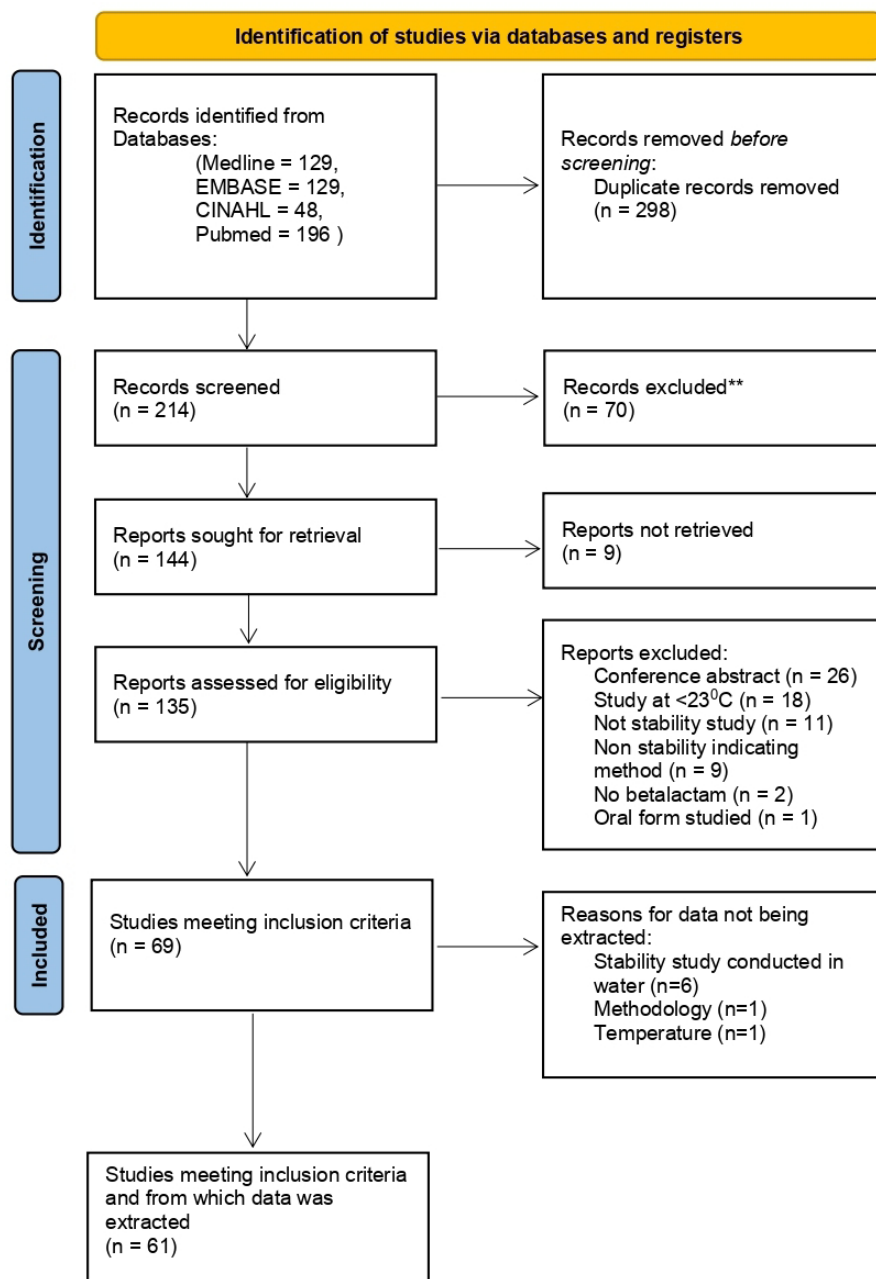 Identification of studies via databases and registers
Identification
Records identified from
Databases:
(Medline = 129,
EMBASE = 129,
CINAHL = 48,
Pubmed = 196 )
Records removed before
screening:
Duplicate records removed
(n = 298)
Screening
Records screened
(n = 214)
Records excluded**
(n = 70)
Reports sought for retrieval
(n = 144)
Reports not retrieved
(n = 9)
Reports assessed for eligibility
(n = 135)
Reports excluded:
Conference abstract (n = 26)
Study at <23⁰C (n = 18)
Not stability study (n = 11)
Non stability indicating
method (n = 9)
No betalactam (n = 2)
Oral form studied (n = 1)
Included
Studies meeting inclusion criteria
(n = 69)
Reasons for data not being
extracted:
Stability study conducted in
water (n=6)
Methodology (n=1)
Temperature (n=1)
Studies meeting inclusion criteria
and from which data was
extracted
(n = 61)